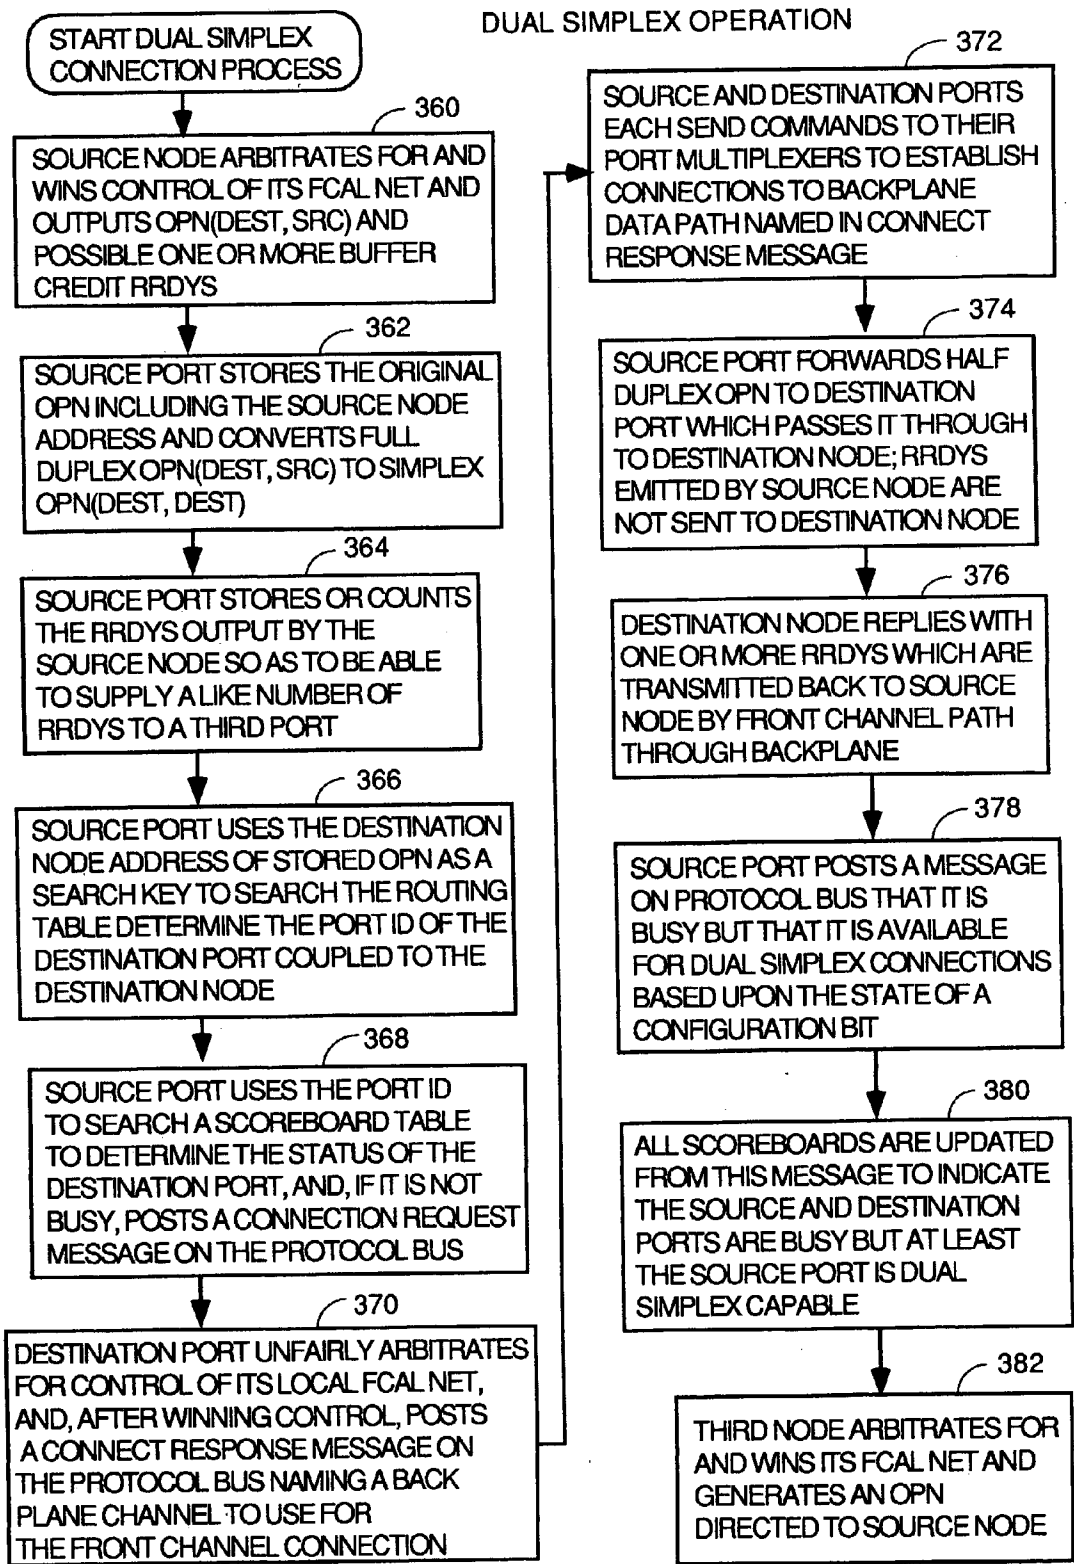 DUAL SIMPLEX OPERATION
START DUAL SIMPLEX
CONNECTION PROCESS
360
SOURCE NODE ARBITRATES FOR AND
WINS CONTROL OF ITS FCAL NET AND
OUTPUTS OPN(DEST, SRC) AND
POSSIBLE ONE OR MORE BUFFER
CREDIT RRDYS
362
SOURCE PORT STORES THE ORIGINAL
OPN INCLUDING THE SOURCE NODE
ADDRESS AND CONVERTS FULL
DUPLEX OPN(DEST, SRC) TO SIMPLEX
OPN(DEST, DEST)
364
SOURCE PORT STORES OR COUNTS
THE RRDYS OUTPUT BY THE
SOURCE NODE SO AS TO BE ABLE
TO SUPPLY A LIKE NUMBER OF
RRDYS TO A THIRD PORT
366
SOURCE PORT USES THE DESTINATION
NODE ADDRESS OF STORED OPN AS A
SEARCH KEY TO SEARCH THE ROUTING
TABLE DETERMINE THE PORT ID OF THE
DESTINATION PORT COUPLED TO THE
DESTINATION NODE
368
SOURCE PORT USES THE PORT ID
TO SEARCH A SCOREBOARD TABLE
TO DETERMINE THE STATUS OF THE
DESTINATION PORT, AND, IF IT IS NOT
BUSY, POSTS A CONNECTION REQUEST
MESSAGE ON THE PROTOCOL BUS
370
DESTINATION PORT UNFAIRLY ARBITRATES
FOR CONTROL OF ITS LOCAL FCAL NET,
AND, AFTER WINNING CONTROL, POSTS
A CONNECT RESPONSE MESSAGE ON
THE PROTOCOL BUS NAMING A BACK
PLANE CHANNEL TO USE FOR
THE FRONT CHANNEL CONNECTION
372
SOURCE AND DESTINATION PORTS
EACH SEND COMMANDS TO THEIR
PORT MULTIPLEXERS TO ESTABLISH
CONNECTIONS TO BACKPLANE
DATA PATH NAMED IN CONNECT
RESPONSE MESSAGE
374
SOURCE PORT FORWARDS HALF
DUPLEX OPN TO DESTINATION
PORT WHICH PASSES IT THROUGH
TO DESTINATION NODE; RRDYS
EMITTED BY SOURCE NODE ARE
NOT SENT TO DESTINATION NODE
376
DESTINATION NODE REPLIES WITH
ONE OR MORE RRDYS WHICH ARE
TRANSMITTED BACK TO SOURCE
NODE BY FRONT CHANNEL PATH
THROUGH BACKPLANE
378
SOURCE PORT POSTS A MESSAGE
ON PROTOCOL BUS THAT IT IS
BUSY BUT THAT IT IS AVAILABLE
FOR DUAL SIMPLEX CONNECTIONS
BASED UPON THE STATE OF A
CONFIGURATION BIT
380
ALL SCOREBOARDS ARE UPDATED
FROM THIS MESSAGE TO INDICATE
THE SOURCE AND DESTINATION
PORTS ARE BUSY BUT AT LEAST
THE SOURCE PORT IS DUAL
SIMPLEX CAPABLE
382
THIRD NODE ARBITRATES FOR
AND WINS ITS FCAL NET AND
GENERATES AN OPN
DIRECTED TO SOURCE NODE